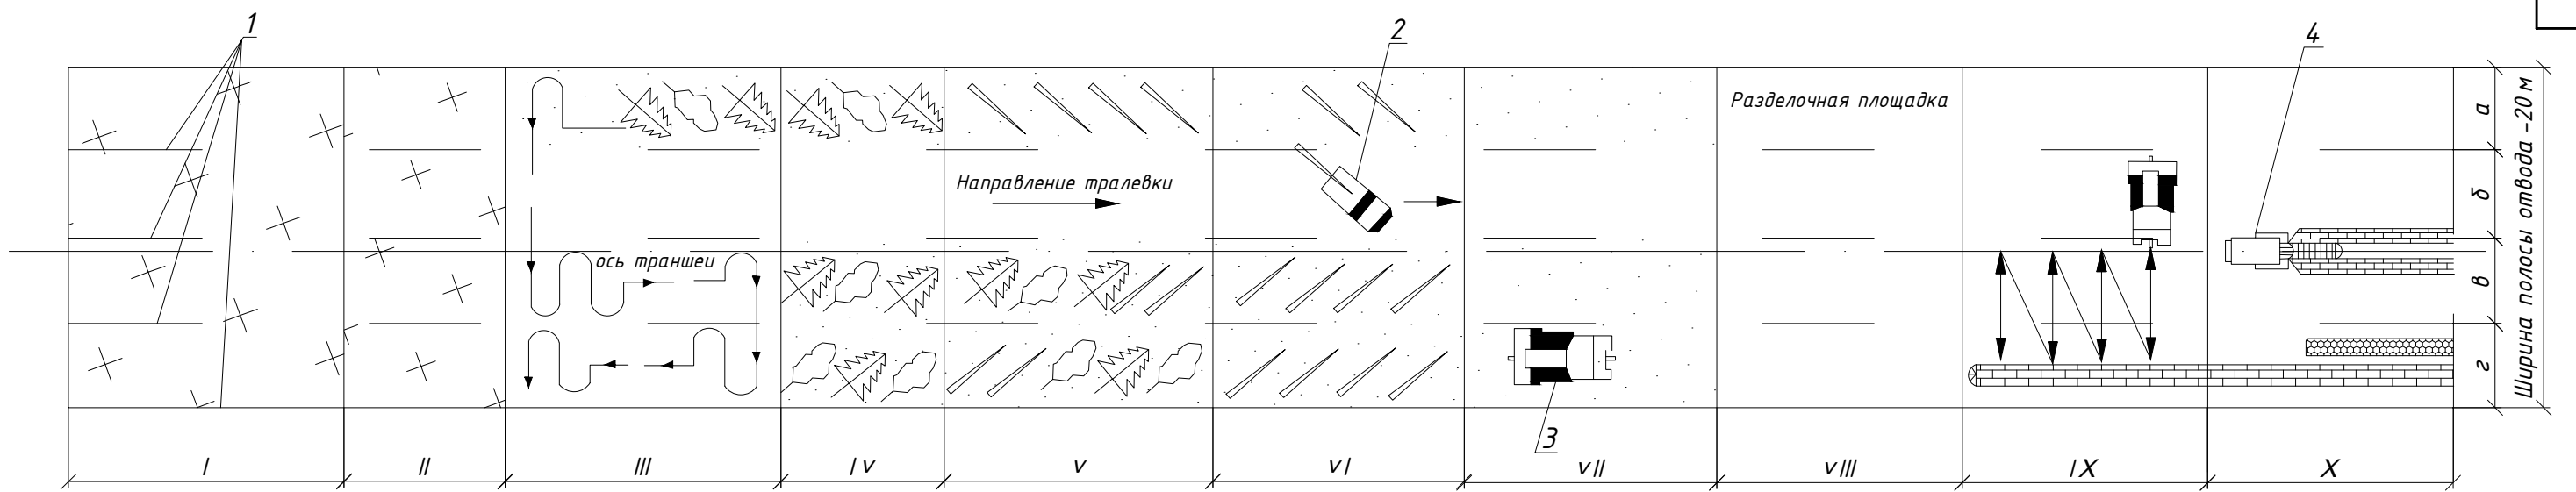 1
2
4
Разделочная площадка
Направление тралевки
ось траншеи
3
а
б
в
г
Ширина полосы отвода -20 м
I
II
III
IV
V
VI
VII
VIII
IX
X